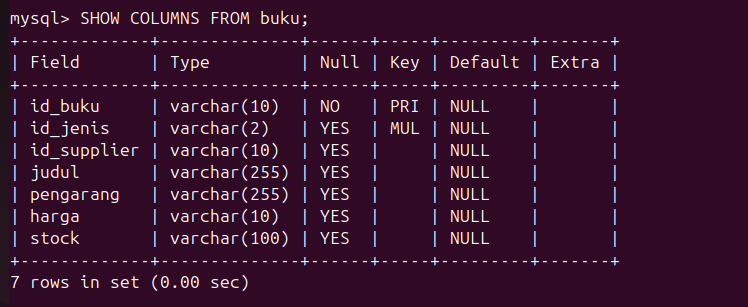 mysql> SHOW COLUMNS FROM buku;
+-------------+--------------+------+-----+---------+-------+
| Field       | Type         | Null | Key | Default | Extra |
+-------------+--------------+------+-----+---------+-------+
| id_buku     | varchar(10)  | NO   | PRI | NULL    |       |
| id_jenis    | varchar(2)   | YES  | MUL | NULL    |       |
| id_supplier | varchar(10)  | YES  |     | NULL    |       |
| judul       | varchar(255) | YES  |     | NULL    |       |
| pengarang   | varchar(255) | YES  |     | NULL    |       |
| harga       | varchar(10)  | YES  |     | NULL    |       |
| stock       | varchar(100) | YES  |     | NULL    |       |
+-------------+--------------+------+-----+---------+-------+
7 rows in set (0.00 sec)